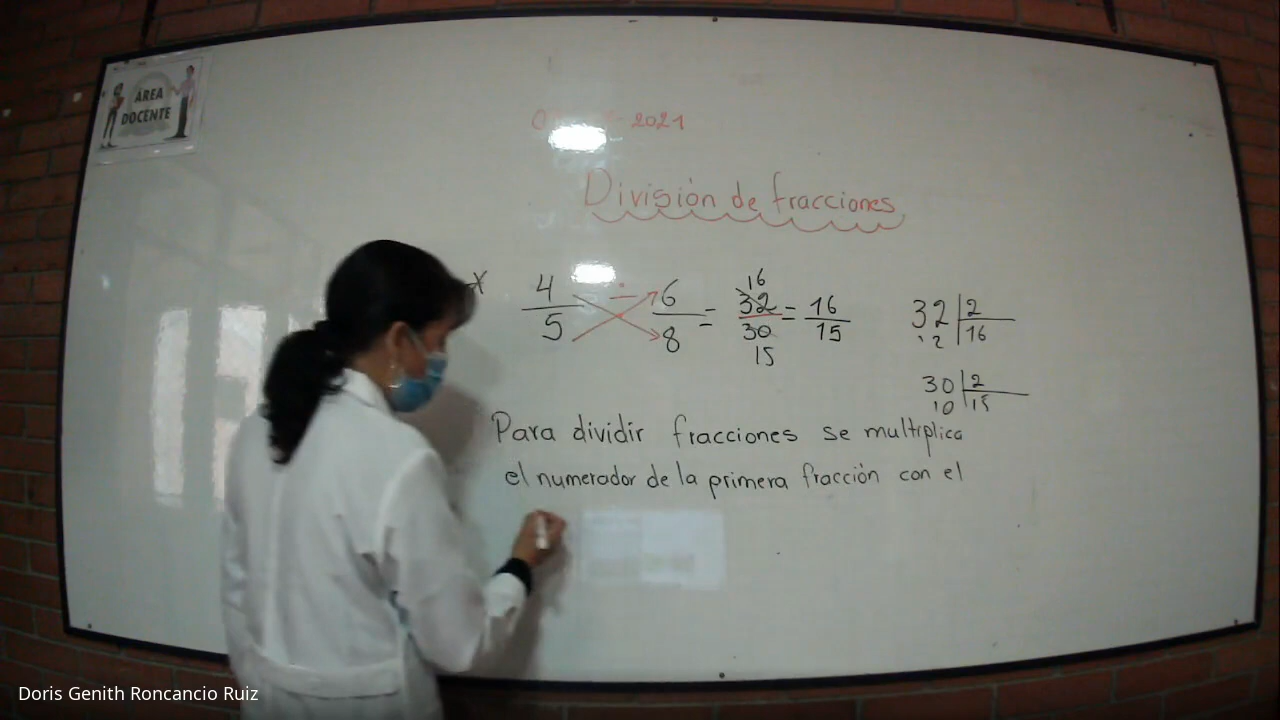 ÁREA
DOCENTE
2021
División de fracciones
x 4/5 ÷ 6/8 = 32/30 = 16/15
16
15
32 | 2
12 16
30 | 2
10 15
Para dividir fracciones se multiplica
el numerador de la primera fracción con el
Doris Genith Roncancio Ruiz